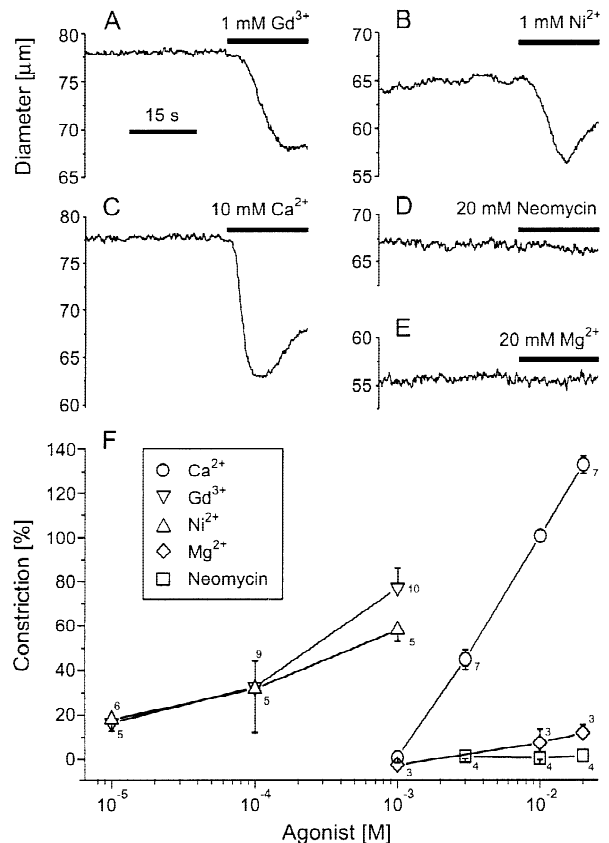 A
1 mM Gd³⁺
B
1 mM Ni²⁺
Diameter [µm]
80
75
70
65
15 s
70
65
60
55
C
10 mM Ca²⁺
80
75
70
65
60
D
20 mM Neomycin
70
65
E
20 mM Mg²⁺
60
55
F
Constriction [%]
140
120
100
80
60
40
20
0
Ca²⁺
Gd³⁺
Ni²⁺
Mg²⁺
Neomycin
6
5
9
5
10
5
3
7
4
3
4
7
3
4
10⁻⁵
10⁻⁴
10⁻³
10⁻²
Agonist [M]